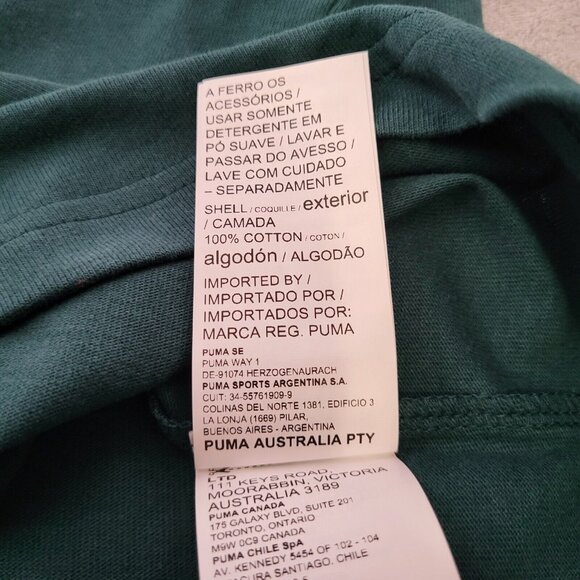 A FERRO OS
ACESSÓRIOS /
USAR SOMENTE
DETERGENTE EM
PÓ SUAVE / LAVAR E
PASSAR DO AVESSO /
LAVE COM CUIDADO
– SEPARADAMENTE
SHELL / COQUILLE / exterior
/ CAMADA
100% COTTON / COTON /
algodón / ALGODÃO
IMPORTED BY /
IMPORTADO POR /
IMPORTADOS POR:
MARCA REG. PUMA
PUMA SE
PUMA WAY 1
DE-91074 HERZOGENAURACH
PUMA SPORTS ARGENTINA S.A.
CUIT: 34-55761909-9
COLINAS DEL NORTE 1381, EDIFICIO 3
LA LONJA (1669) PILAR,
BUENOS AIRES - ARGENTINA
PUMA AUSTRALIA PTY
LTD
111 KEYS ROAD,
MOORABBIN, VICTORIA
AUSTRALIA 3189
PUMA CANADA
175 GALAXY BLVD, SUITE 201
TORONTO, ONTARIO
M9W 0C9 CANADA
PUMA CHILE SpA
AV. KENNEDY 5454 OF 102 - 104
SANTIAGO, CHILE